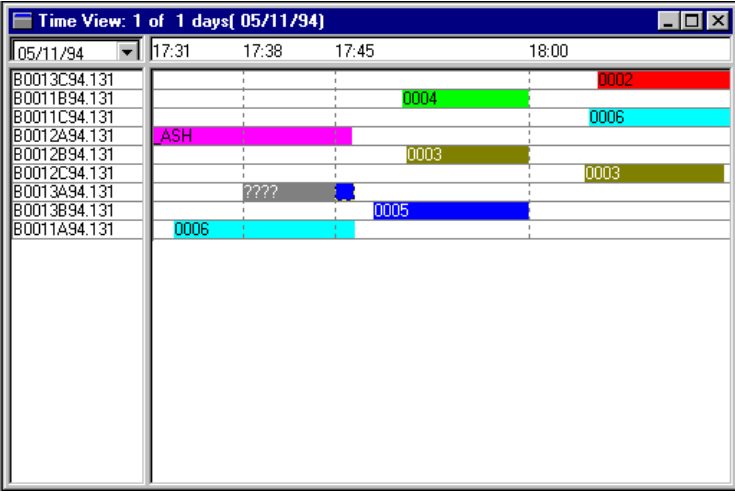 Time View: 1 of 1 days( 05/11/94)
05/11/94 17:31 17:38 17:45 18:00
B0013C94.131 0002
B0011B94.131 0004
B0011C94.131 0006
B0012A94.131 _ASH
B0012B94.131 0003
B0012C94.131 0003
B0013A94.131 ????
B0013B94.131 0005
B0011A94.131 0006